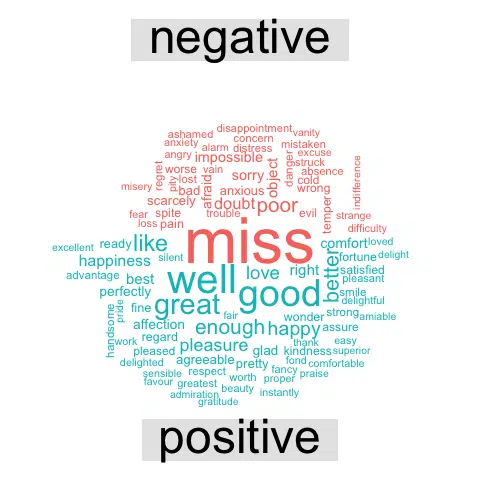 negative
disappointment
vanity
ashamed
concern
anxiety
alarm
distress
mistaken
angry
impossible
excuse
struck
danger
regret
worse
vain
object
absence
indifference
pity
lost
sorry
cold
misery
bad
afraid
anxious
wrong
scarcely
doubt
poor
temper
fear
spite
trouble
evil
strange
loss
pain
miss
difficulty
ready
like
comfort
loved
excellent
silent
better
fortune
delight
happiness
advantage
best
well
love
right
satisfied
pleasant
perfectly
good
smile
delightful
handsome
pride
fine
great
fair
wonder
strong
amiable
affection
enough
happy
assure
work
regard
pleasure
thank
easy
pleased
glad
kindness
superior
delighted
agreeable
pretty
fond
comfortable
sensible
respect
fancy
praise
favour
greatest
worth
proper
admiration
beauty
instantly
gratitude
positive